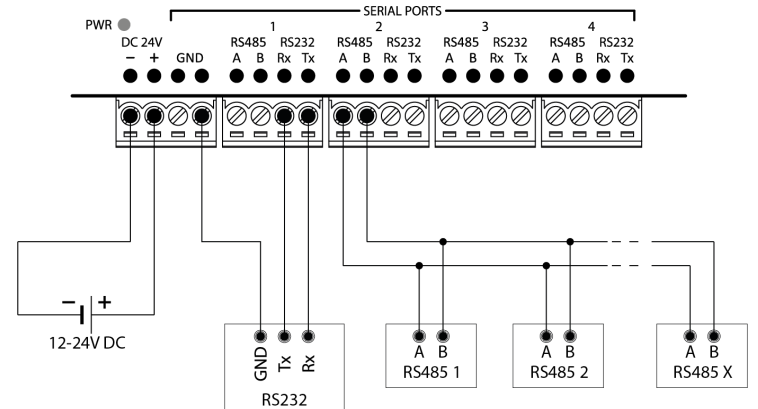 SERIAL PORTS
PWR 1 2 3 4
DC 24V RS485 RS232 RS485 RS232 RS485 RS232 RS485 RS232
− + GND A B Rx Tx A B Rx Tx A B Rx Tx A B Rx Tx
− +
12-24V DC
GND Tx Rx A B A B A B
RS485 1 RS485 2 RS485 X
RS232